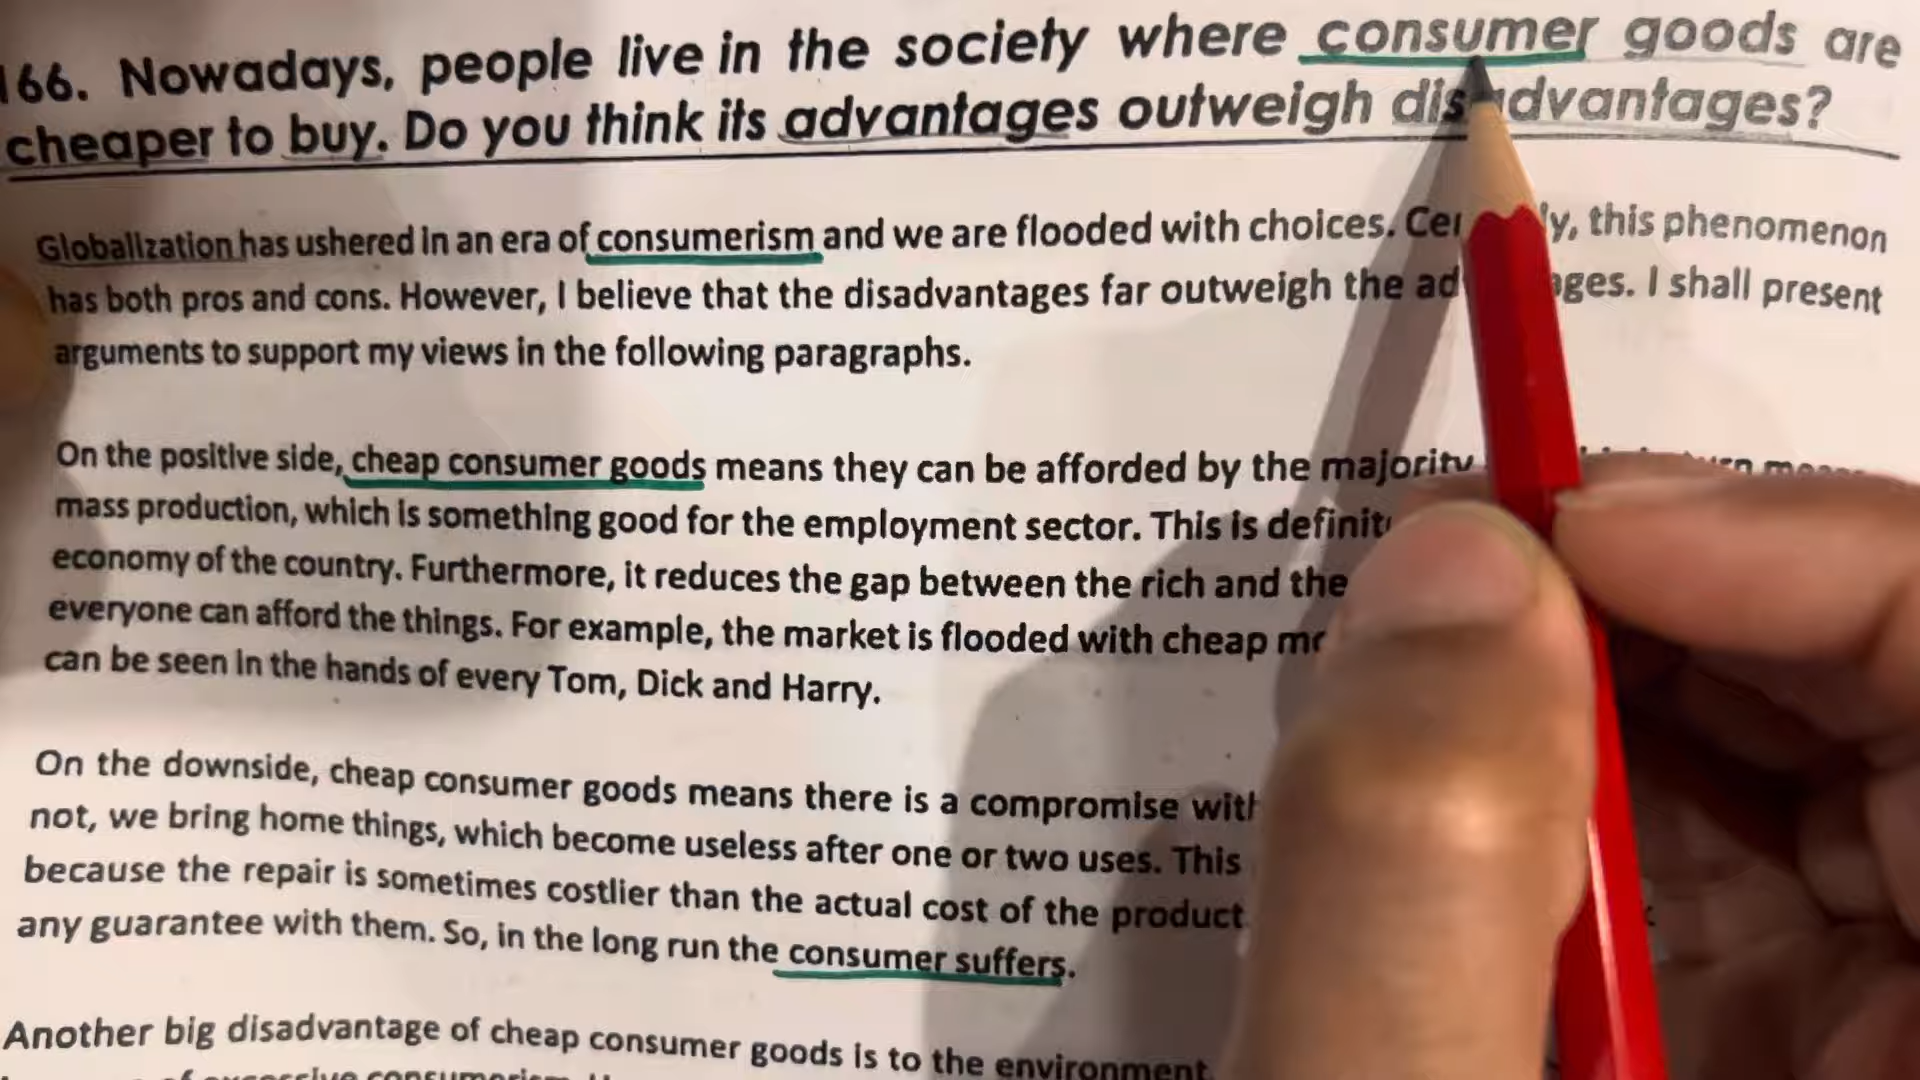 166. Nowadays, people live in the society where consumer goods are
cheaper to buy. Do you think its advantages outweigh disadvantages?
Globalization has ushered in an era of consumerism and we are flooded with choices. this phenomenon
has both pros and cons. However, I believe that the disadvantages far outweigh the I shall present
arguments to support my views in the following paragraphs.
On the positive side, cheap consumer goods means they can be afforded by the majority
mass production, which is something good for the employment sector. This is
economy of the country. Furthermore, it reduces the gap between the rich and the
everyone can afford the things. For example, the market is flooded with cheap
can be seen in the hands of every Tom, Dick and Harry.
On the downside, cheap consumer goods means there is a compromise
not, we bring home things, which become useless after one or two uses. This
because the repair is sometimes costlier than the actual cost of the product
any guarantee with them. So, in the long run the consumer suffers.
Another big disadvantage of cheap consumer goods is to the environment.